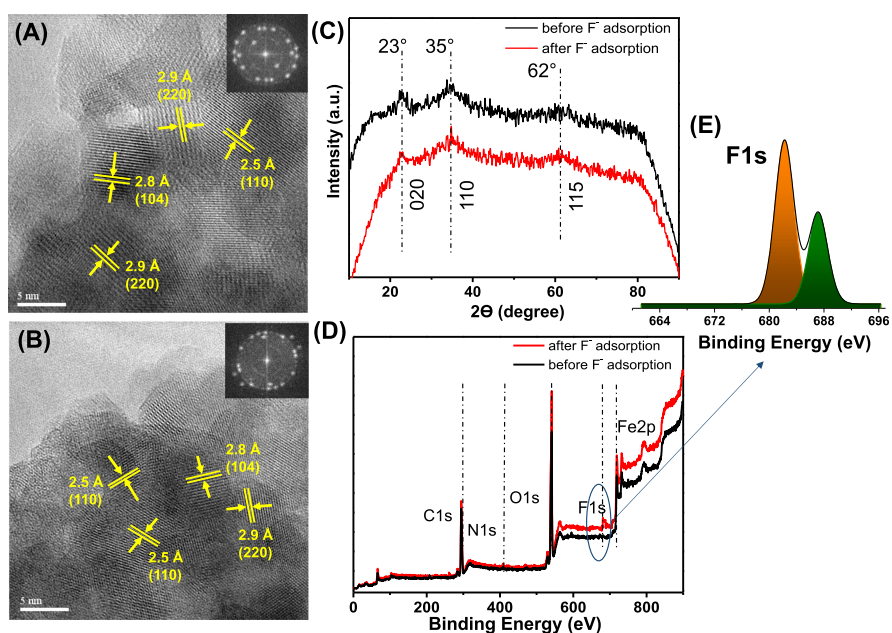 (A)
2.9 Å
(220)
2.5 Å
(110)
2.8 Å
(104)
2.9 Å
(220)
5 nm
(B)
2.8 Å
(104)
2.5 Å
(110)
2.9 Å
(220)
2.5 Å
(110)
5 nm
(C)
before F⁻ adsorption
after F⁻ adsorption
23°
35°
62°
020
110
115
Intensity (a.u.)
20
40
60
80
2Θ (degree)
(D)
after F⁻ adsorption
before F⁻ adsorption
C1s
N1s
O1s
F1s
Fe2p
0
200
400
600
800
Binding Energy (eV)
(E)
F1s
664
672
680
688
696
Binding Energy (eV)